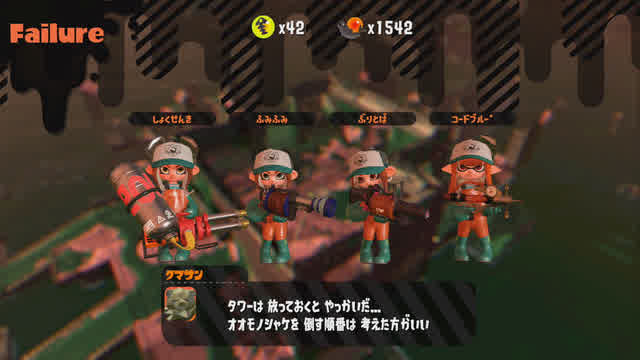 Failure
x42
x1542
しょくせんき
ふみふみ
ぷりとば
コードブルー"
クマサン
タワーは 放っておくと やっかいだ...
オオモノシャケを 倒す順番は 考えた方がいい